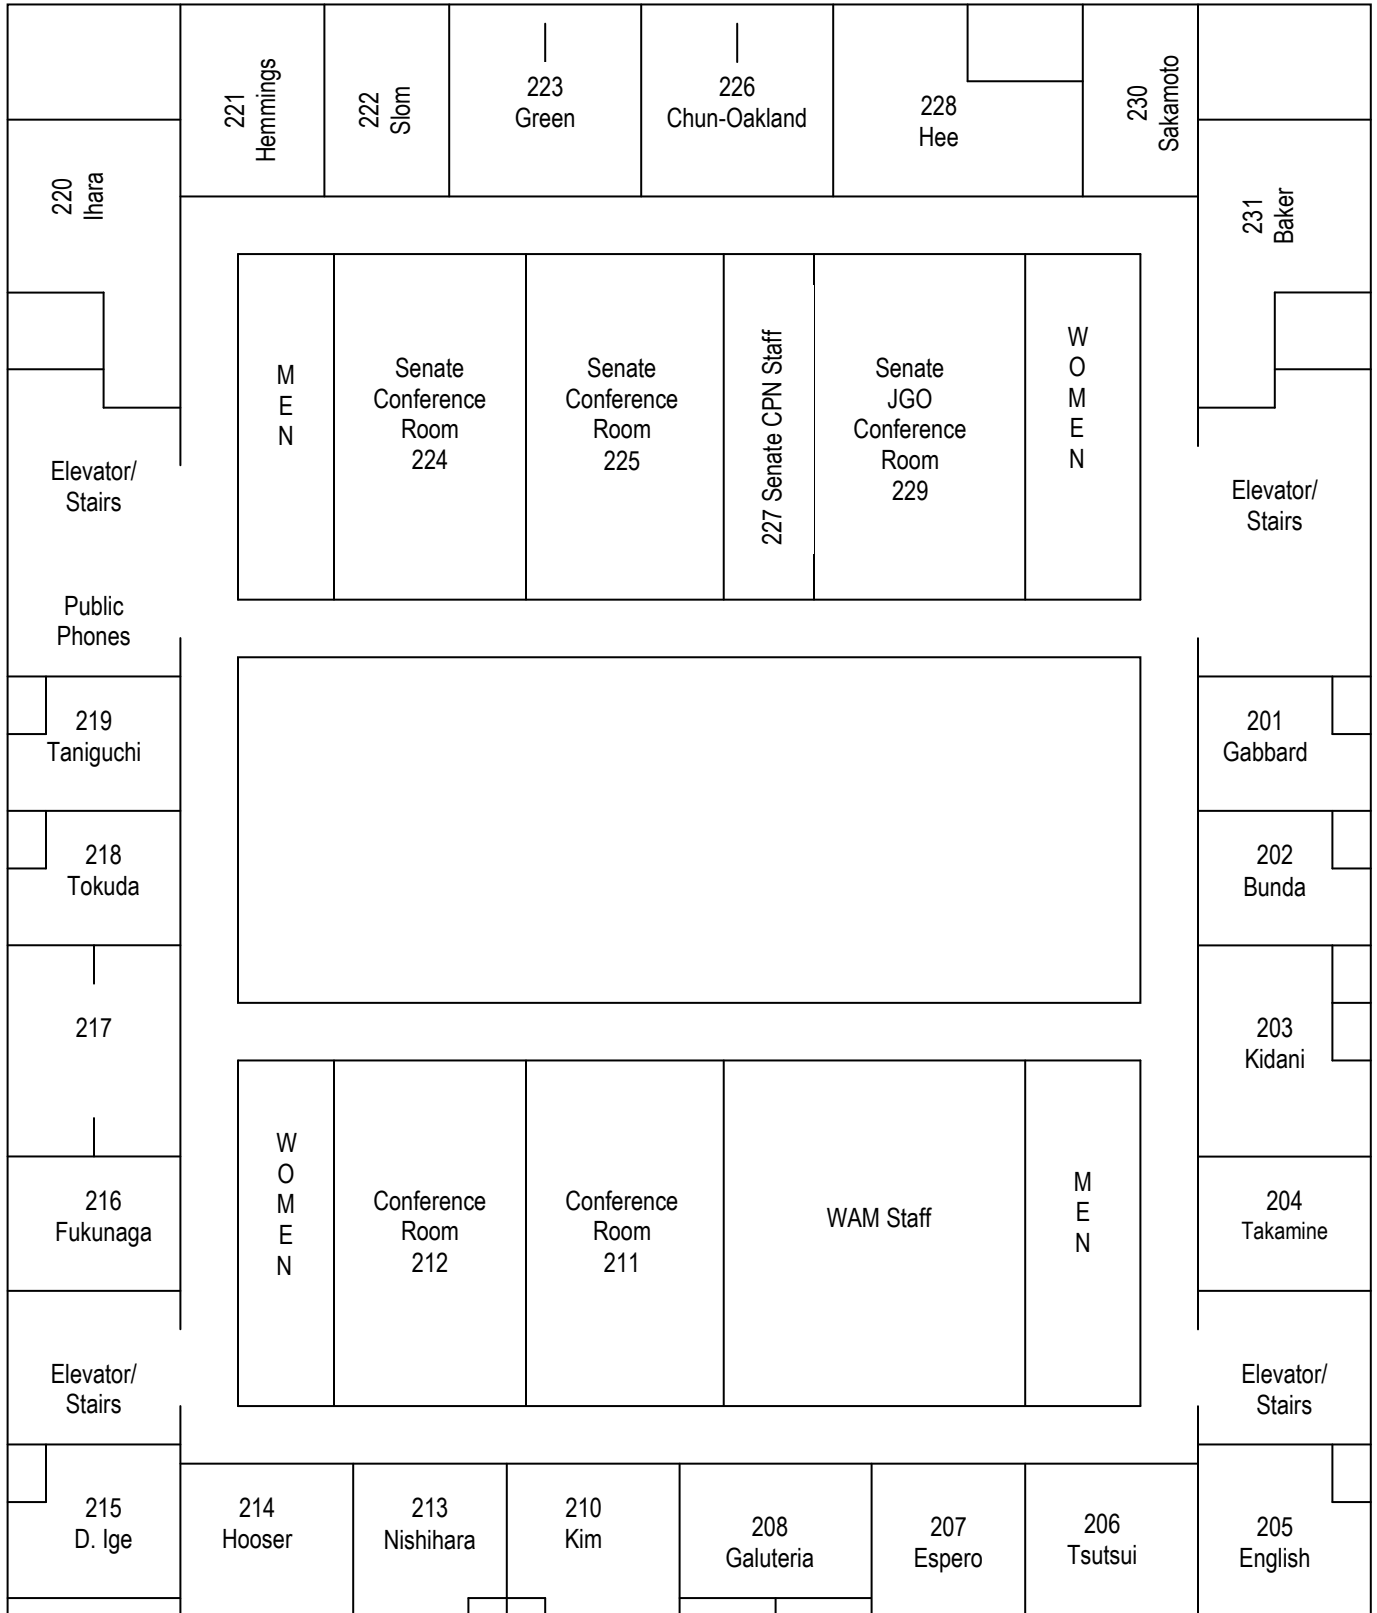 221
Hemmings
222
Slom
223
Green
226
Chun-Oakland
228
Hee
230
Sakamoto
220
Ihara
231
Baker
M
E
N
Senate
Conference
Room
224
Senate
Conference
Room
225
227 Senate CPN Staff
Senate
JGO
Conference
Room
229
W
O
M
E
N
Elevator/
Stairs
Elevator/
Stairs
Public
Phones
219
Taniguchi
201
Gabbard
218
Tokuda
202
Bunda
217
203
Kidani
W
O
M
E
N
Conference
Room
212
Conference
Room
211
WAM Staff
M
E
N
216
Fukunaga
204
Takamine
Elevator/
Stairs
Elevator/
Stairs
215
D. Ige
214
Hooser
213
Nishihara
210
Kim
208
Galuteria
207
Espero
206
Tsutsui
205
English